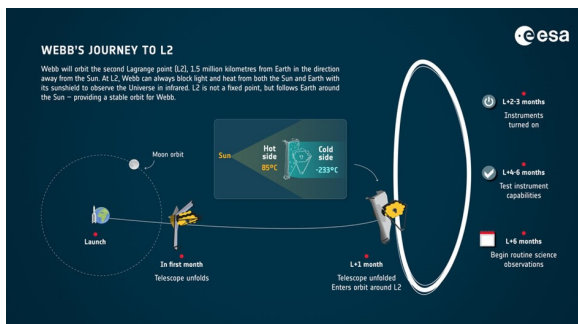 esa
WEBB'S JOURNEY TO L2
Webb will orbit the second Lagrange point (L2), 1.5 million kilometres from Earth in the direction
away from the Sun. At L2, Webb can always block light and heat from both the Sun and Earth with
its sunshield to observe the Universe in infrared. L2 is not a fixed point, but follows Earth around
the Sun – providing a stable orbit for Webb.
Moon orbit
Sun
Hot
side
85°C
Cold
side
-233°C
Launch
In first month
Telescope unfolds
L+1 month
Telescope unfolded
Enters orbit around L2
L+2-3 months
Instruments
turned on
L+4-6 months
Test instrument
capabilities
L+6 months
Begin routine science
observations